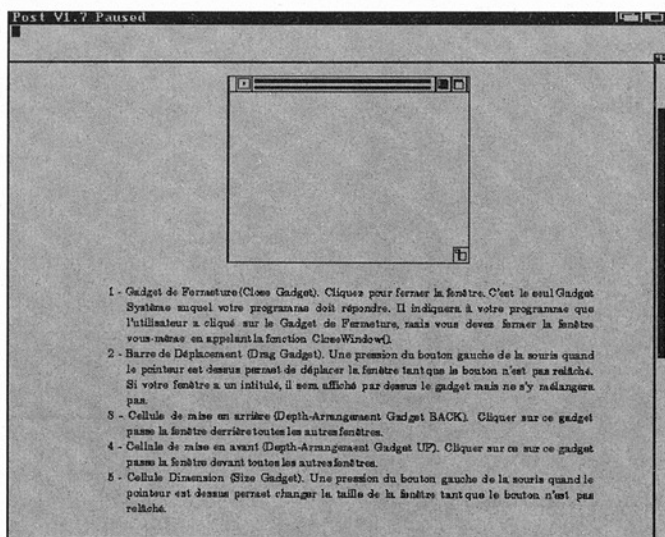 Post V1.7 Paused
1 - Gadget de Fermeture (Close Gadget). Cliquez pour fermer la fenêtre. C'est le seul Gadget
Système auquel votre programme doit répondre. Il indiquera à votre programme que
l'utilisateur a cliqué sur le Gadget de Fermeture, mais vous devez fermer la fenêtre
vous-même en appelant la fonction CloseWindow().
2 - Barre de Déplacement (Drag Gadget). Une pression du bouton gauche de la souris quand
le pointeur est dessus permet de déplacer la fenêtre tant que le bouton n'est pas relâché.
Si votre fenêtre a un intitulé, il sera affiché par dessus le gadget mais ne s'y mélangera
pas.
3 - Cellule de mise en arrière (Depth-Arrangement Gadget BACK). Cliquer sur ce gadget
passe la fenêtre derrière toutes les autres fenêtres.
4 - Cellule de mise en avant (Depth-Arrangement Gadget UP). Cliquer sur ce sur ce gadget
passe la fenêtre devant toutes les autres fenêtres.
5 - Cellule Dimension (Size Gadget). Une pression du bouton gauche de la souris quand le
pointeur est dessus permet changer la taille de la fenêtre tant que le bouton n'est pas
relâché.